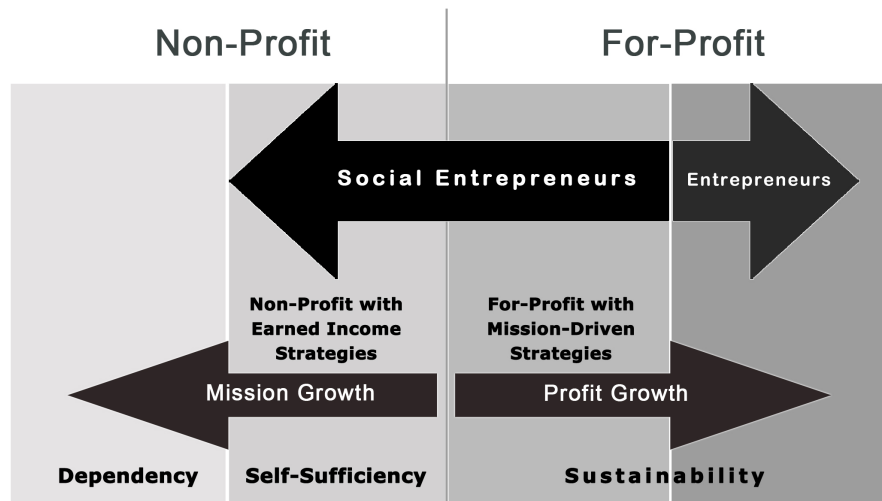 Non-Profit
For-Profit
Social Entrepreneurs
Entrepreneurs
Non-Profit with
Earned Income
Strategies
For-Profit with
Mission-Driven
Strategies
Mission Growth
Profit Growth
Dependency
Self-Sufficiency
Sustainability